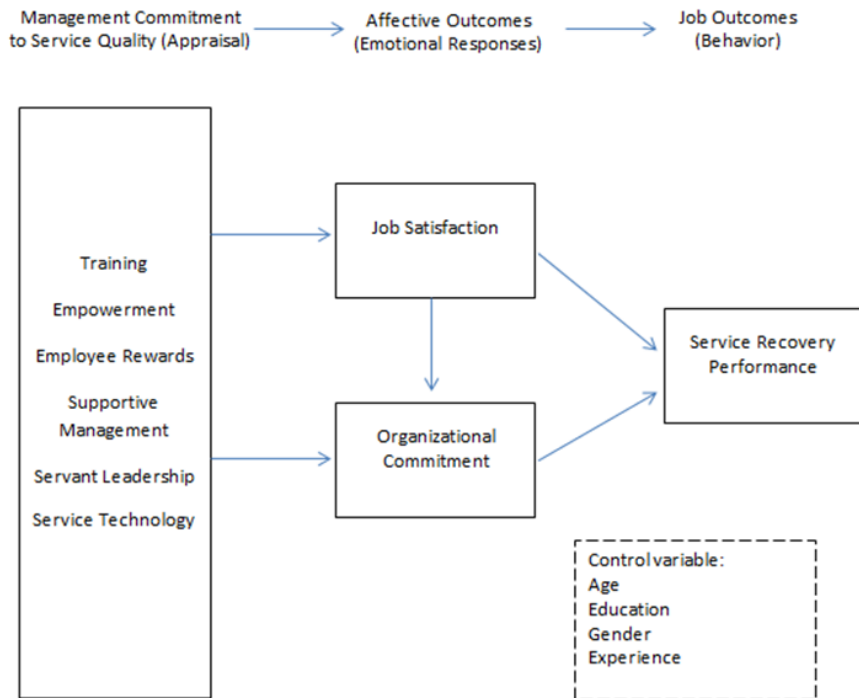 Management Commitment
to Service Quality (Appraisal)
Affective Outcomes
(Emotional Responses)
Job Outcomes
(Behavior)
Training
Empowerment
Employee Rewards
Supportive
Management
Servant Leadership
Service Technology
Job Satisfaction
Organizational
Commitment
Service Recovery
Performance
Control variable:
Age
Education
Gender
Experience